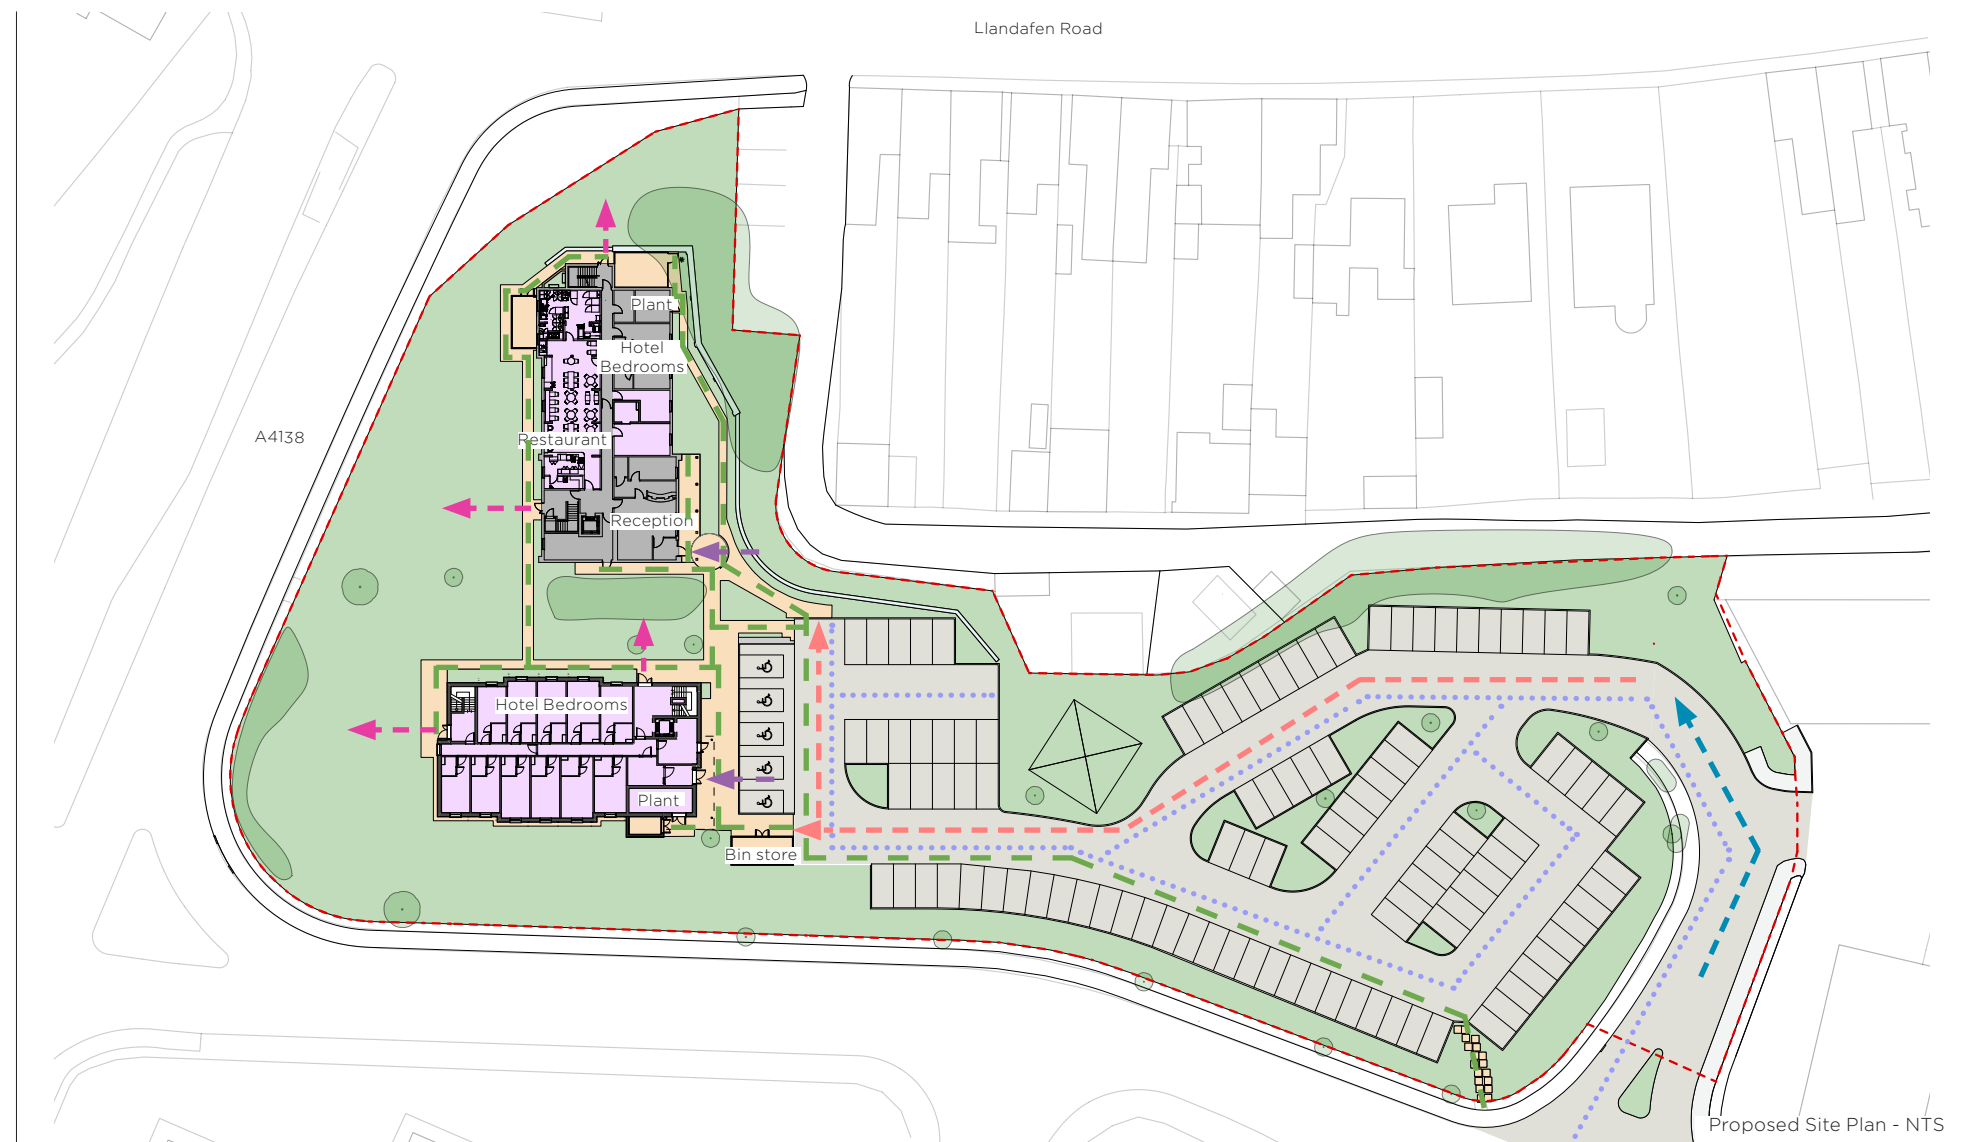 Llandafen Road
Plant
Hotel
Bedrooms
A4138
Restaurant
Reception
Hotel Bedrooms
Plant
Bin store
Proposed Site Plan - NTS